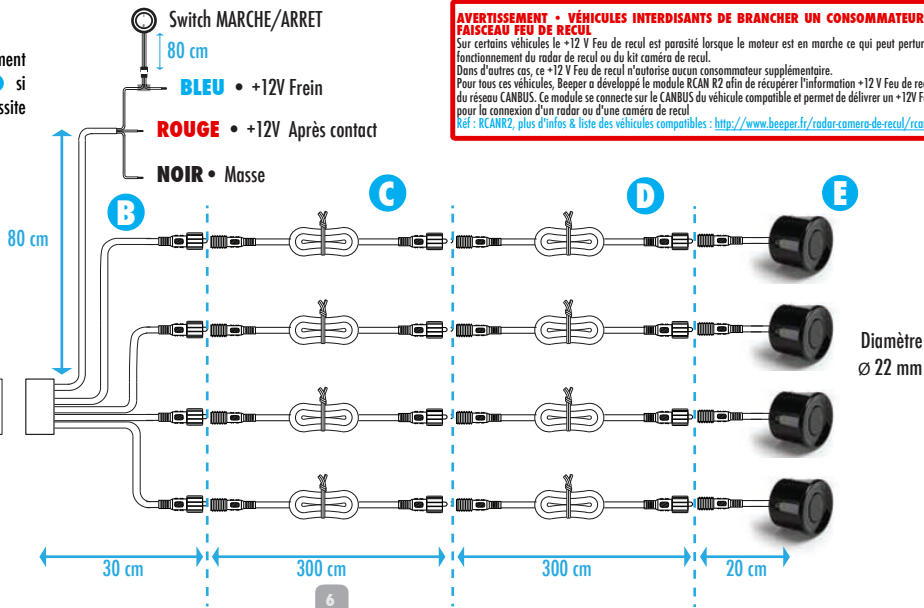 Switch MARCHE/ARRET
80 cm
si
BLEU • +12V Frein
ROUGE • +12V Après contact
NOIR • Masse
AVERTISSEMENT • VÉHICULES INTERDISANTS DE BRANCHER UN CONSOMMATEUR
FAISCEAU FEU DE RECUL
Sur certains véhicules le +12 V Feu de recul est parasité lorsque le moteur est en marche ce qui peut
fonctionnement du radar de recul ou du kit caméra de recul.
Dans d'autres cas, ce +12 V Feu de recul n'autorise aucun consommateur supplémentaire.
Pour tous ces véhicules, Beeper a développé le module RCAN R2 afin de récupérer l'information +12 V Feu de
du réseau CANBUS. Ce module se connecte sur le CANBUS du véhicule compatible et permet de délivrer un +12V
pour la connexion d'un radar ou d'une caméra de recul
Réf : RCANR2, plus d'infos & liste des véhicules compatibles : http://www.beeper.fr/radar-camera-de-recul/rca
B
C
D
E
80 cm
Diamètre
Ø 22 mm
30 cm
300 cm
300 cm
20 cm
6